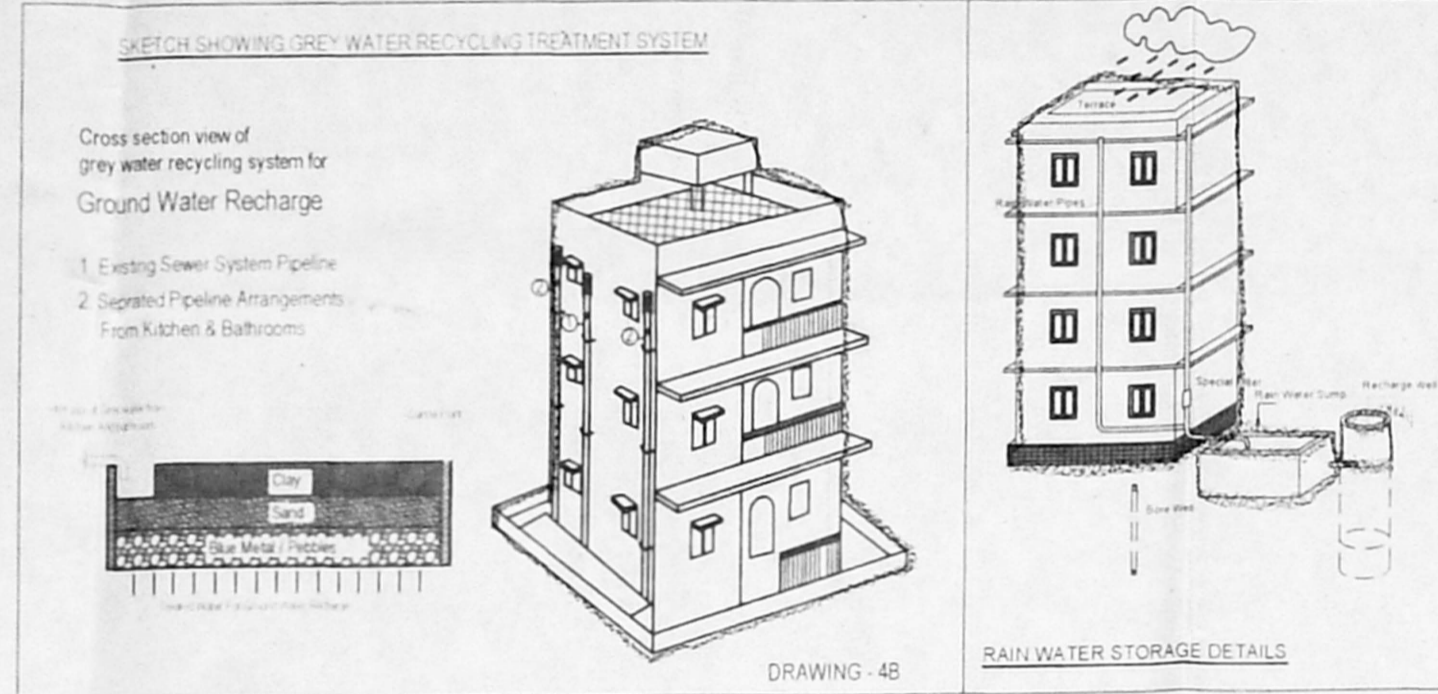 SKETCH SHOWING GREY WATER RECYCLING TREATMENT SYSTEM
Cross section view of
grey water recycling system for
Ground Water Recharge
1 Existing Sewer System Pipeline
2 Seprated Pipeline Arrangements
From Kitchen & Bathrooms
Clay
Sand
Blue Metal / Pebbles
2
1
2
DRAWING - 4B
Terrace
Rain Water Pipes
Special Filter
Rain Water Sump
Recharge Well
Bore Well
RAIN WATER STORAGE DETAILS